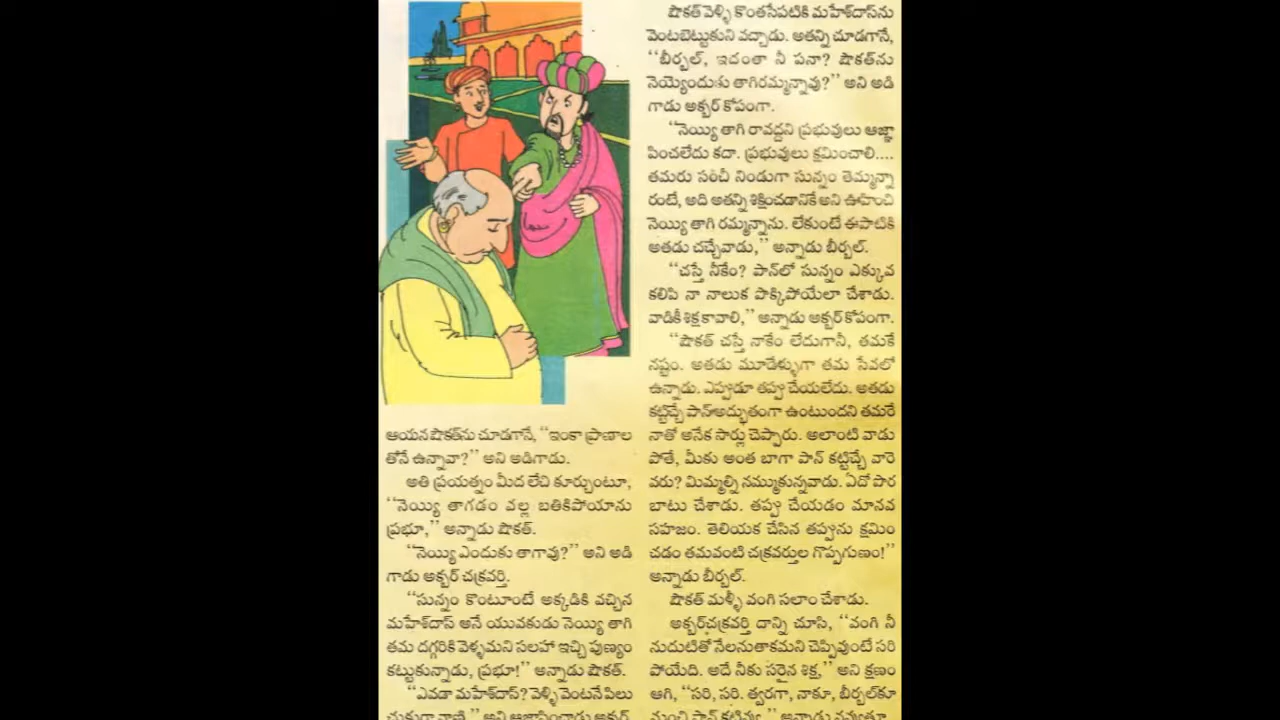 ఆయన షౌకత్‌ను చూడగానే, ‘‘ఇంకా ప్రాణాల
తోనే ఉన్నావా?’’ అని అడిగాడు.
అతి ప్రయత్నం మీద లేచి కూర్చుంటూ,
‘‘నెయ్యి తాగడం వల్ల బతికిపోయాను
ప్రభూ,’’ అన్నాడు షౌకత్.
‘‘నెయ్యి ఎందుకు తాగావు?’’ అని అడి
గాడు అక్బర్ చక్రవర్తి.
‘‘సున్నం కొంటూంటే అక్కడికి వచ్చిన
మహేశ్‌దాస్ అనే యువకుడు నెయ్యి తాగి
తమ దగ్గరికి వెళ్ళమని సలహా ఇచ్చి పుణ్యం
కట్టుకున్నాడు, ప్రభూ!’’ అన్నాడు షౌకత్.
‘‘ఎవడా మహేశ్‌దాస్? వెళ్ళి వెంటనే పిలు
చుకురా వాణ్ణి,’’ అని ఆజ్ఞాపించాడు అక్బర్.
షౌకత్ వెళ్ళి కొంతసేపటికి మహేశ్‌దాస్‌ను
వెంటబెట్టుకుని వచ్చాడు. అతన్ని చూడగానే,
‘‘బీర్బల్, ఇదంతా నీ పనా? షౌకత్‌ను
నెయ్యెందుకు తాగిరమ్మన్నావు?’’ అని అడి
గాడు అక్బర్ కోపంగా.
‘‘నెయ్యి తాగి రావద్దని ప్రభువులు ఆజ్ఞా
పించలేదు కదా. ప్రభువులు క్షమించాలి....
తమరు సంచీ నిండుగా సున్నం తెమ్మన్నా
రంటే, అది అతన్ని శిక్షించడానికే అని ఊహించి
నెయ్యి తాగి రమ్మన్నాను. లేకుంటే ఈపాటికి
అతడు చచ్చేవాడు,’’ అన్నాడు బీర్బల్.
‘‘చస్తే నీకేం? పాన్‌లో సున్నం ఎక్కువ
కలిపి నా నాలుక పొక్కిపోయేలా చేశాడు.
వాడికీ శిక్ష కావాలి,’’ అన్నాడు అక్బర్ కోపంగా.
‘‘షౌకత్ చస్తే నాకేం లేదుగానీ, తమకే
నష్టం. అతడు మూడేళ్ళుగా తమ సేవలో
ఉన్నాడు. ఎప్పుడూ తప్పు చేయలేదు. అతడు
కట్టిచ్చే పాన్ అద్భుతంగా ఉంటుందని తమరే
నాతో అనేక సార్లు చెప్పారు. అలాంటి వాడు
పోతే, మీకు అంత బాగా పాన్ కట్టిచ్చే వారె
వరు? మిమ్మల్ని నమ్ముకున్నవాడు. ఏదో పొర
బాటు చేశాడు. తప్పు చేయడం మానవ
సహజం. తెలియక చేసిన తప్పును క్షమిం
చడం తమవంటి చక్రవర్తుల గొప్పగుణం!’’
అన్నాడు బీర్బల్.
షౌకత్ మళ్ళీ వంగి సలాం చేశాడు.
అక్బర్‌చక్రవర్తి దాన్ని చూసి, ‘‘వంగి నీ
నుదుటితో నేలనుతాకమని చెప్పివుంటే సరి
పోయేది. అదే నీకు సరైన శిక్ష,’’ అని క్షణం
ఆగి, ‘‘సరి, సరి. త్వరగా, నాకూ, బీర్బల్‌కూ
మంచి పాన్ కట్టివ్వు,’’ అన్నాడు నవ్వుతూ.